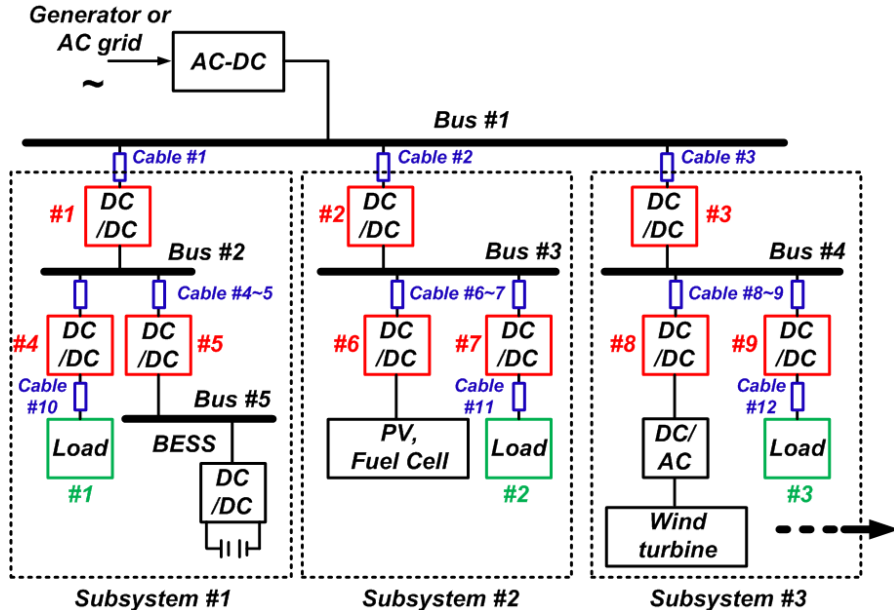 Generator or
AC grid
~
AC-DC
Bus #1
Cable #1
Cable #2
Cable #3
#1
DC
/DC
#2
DC
/DC
#3
DC
/DC
Bus #2
Bus #3
Bus #4
Cable #4~5
Cable #6~7
Cable #8~9
#4
DC
/DC
DC
/DC
#5
#6
DC
/DC
#7
DC
/DC
#8
DC
/DC
#9
DC
/DC
Cable
#10
Cable
#11
Cable
#12
Bus #5
Load
#1
BESS
DC
/DC
PV,
Fuel Cell
Load
#2
DC/
AC
Load
#3
Wind
turbine
Subsystem #1
Subsystem #2
Subsystem #3